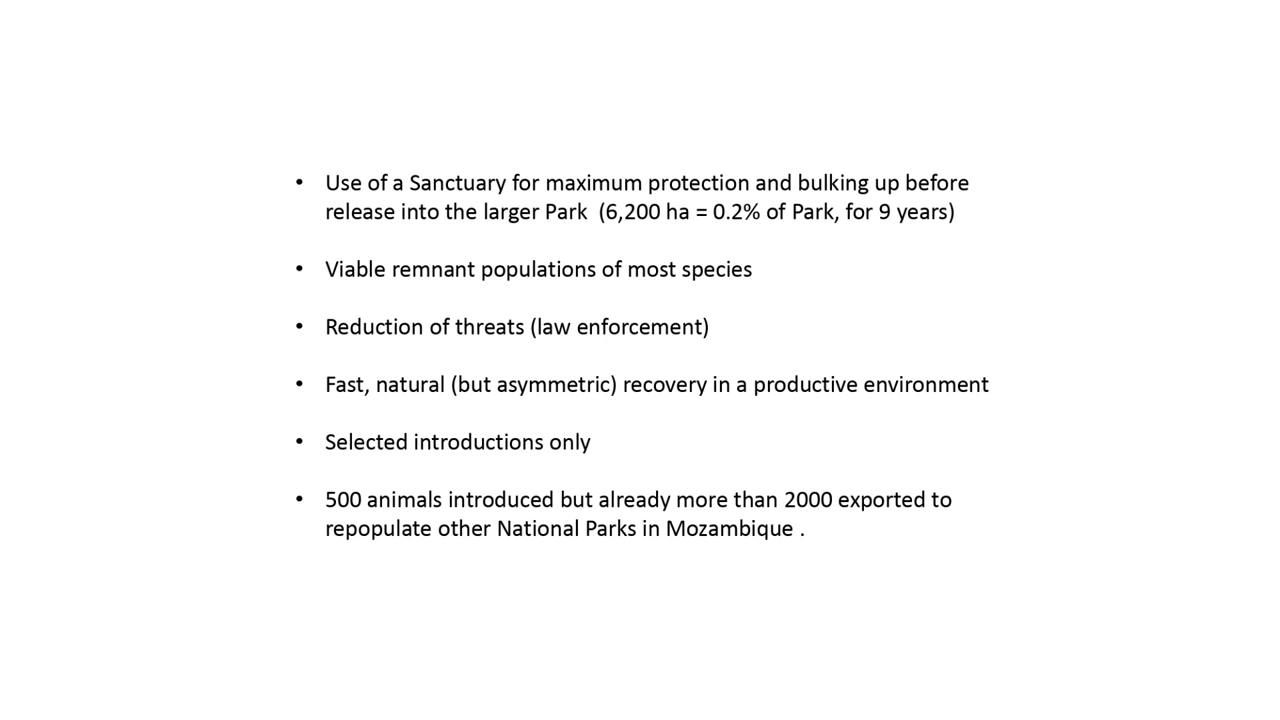 • Use of a Sanctuary for maximum protection and bulking up before
release into the larger Park  (6,200 ha = 0.2% of Park, for 9 years)
• Viable remnant populations of most species
• Reduction of threats (law enforcement)
• Fast, natural (but asymmetric) recovery in a productive environment
• Selected introductions only
• 500 animals introduced but already more than 2000 exported to
repopulate other National Parks in Mozambique .